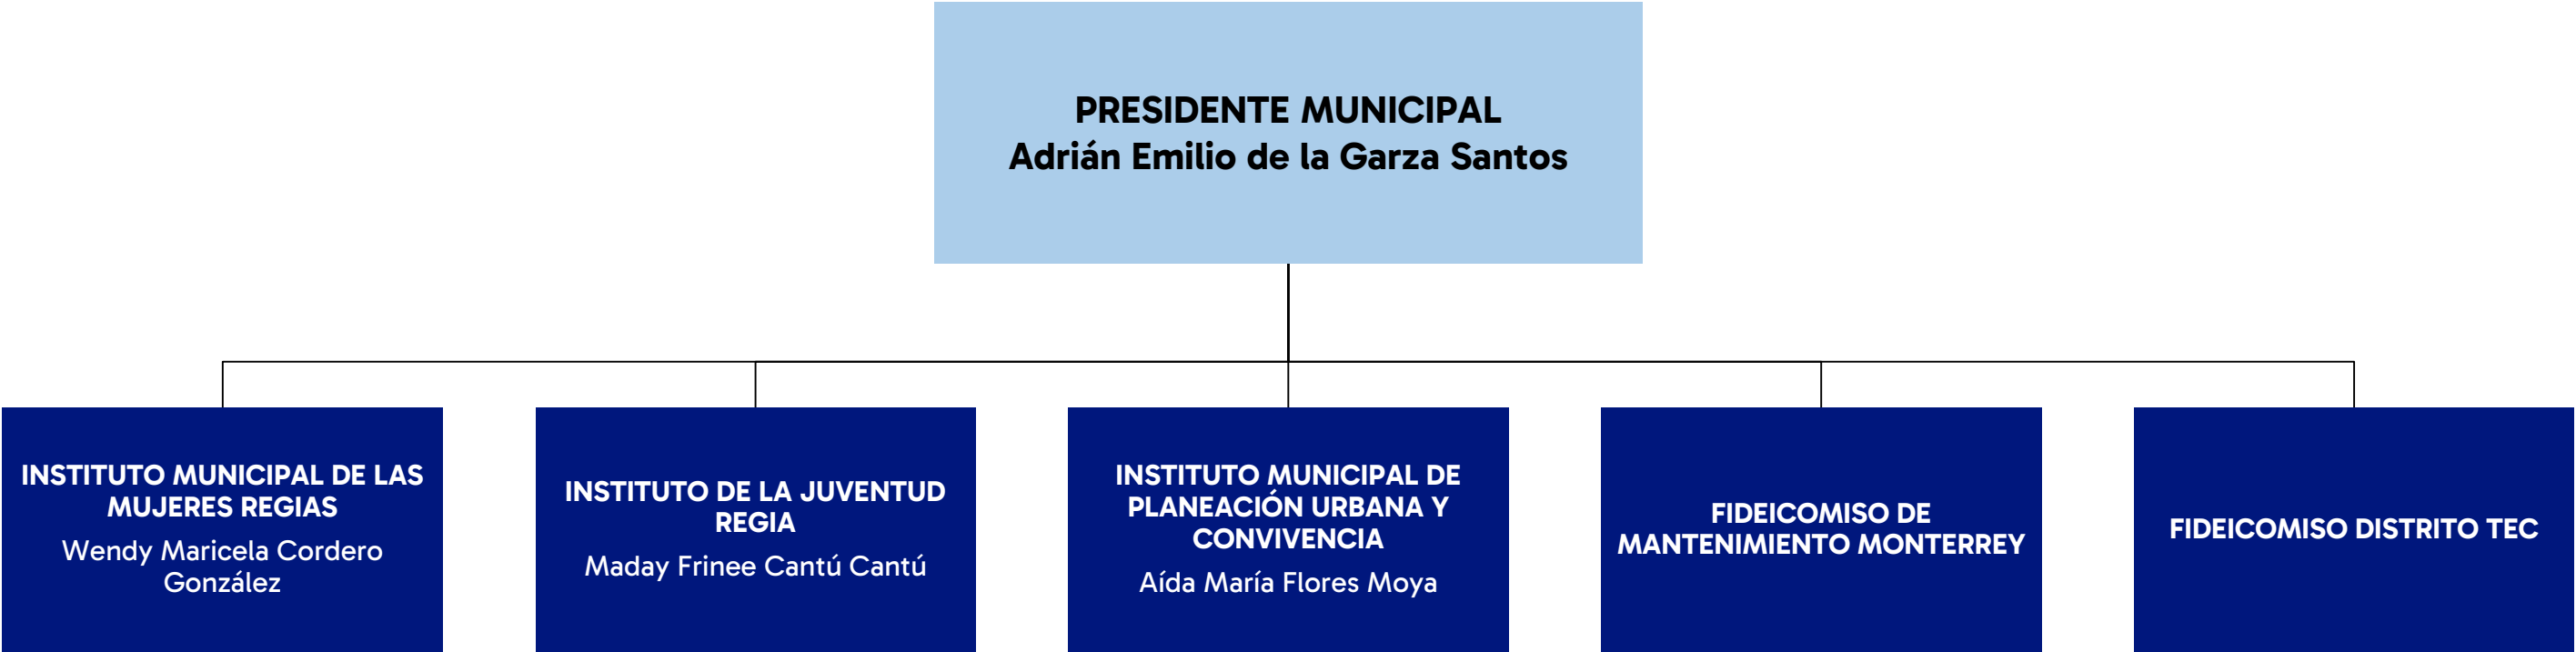 PRESIDENTE MUNICIPAL
Adrián Emilio de la Garza Santos
INSTITUTO MUNICIPAL DE LAS
MUJERES REGIAS
Wendy Maricela Cordero
González
INSTITUTO DE LA JUVENTUD
REGIA
Maday Frinee Cantú Cantú
INSTITUTO MUNICIPAL DE
PLANEACIÓN URBANA Y
CONVIVENCIA
Aída María Flores Moya
FIDEICOMISO DE
MANTENIMIENTO MONTERREY
FIDEICOMISO DISTRITO TEC